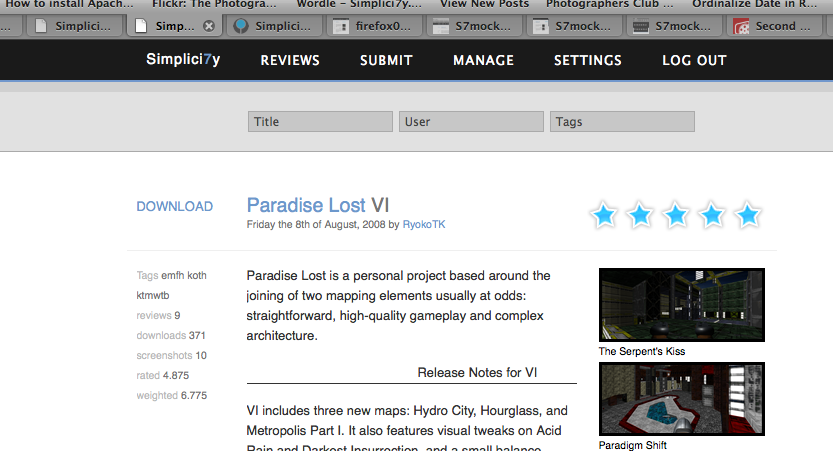 How to install Apach... Flickr: The Photogra... Wordle – Simplici7y.... View New Posts Photographers Club ... Ordinalize Date in R...
Simplici... Simp... Simplici... firefox0... S7mock... S7mock... S7mock... Second ...
Simplici7y REVIEWS SUBMIT MANAGE SETTINGS LOG OUT
Title User Tags
DOWNLOAD
Paradise Lost VI
Friday the 8th of August, 2008 by RyokoTK
Tags emfh koth
ktmwtb
reviews 9
downloads 371
screenshots 10
rated 4.875
weighted 6.775
Paradise Lost is a personal project based around the
joining of two mapping elements usually at odds:
straightforward, high-quality gameplay and complex
architecture.
Release Notes for VI
VI includes three new maps: Hydro City, Hourglass, and
Metropolis Part I. It also features visual tweaks on Acid
Rain and Darkest Insurrection, and a small balance
The Serpent's Kiss
Paradigm Shift